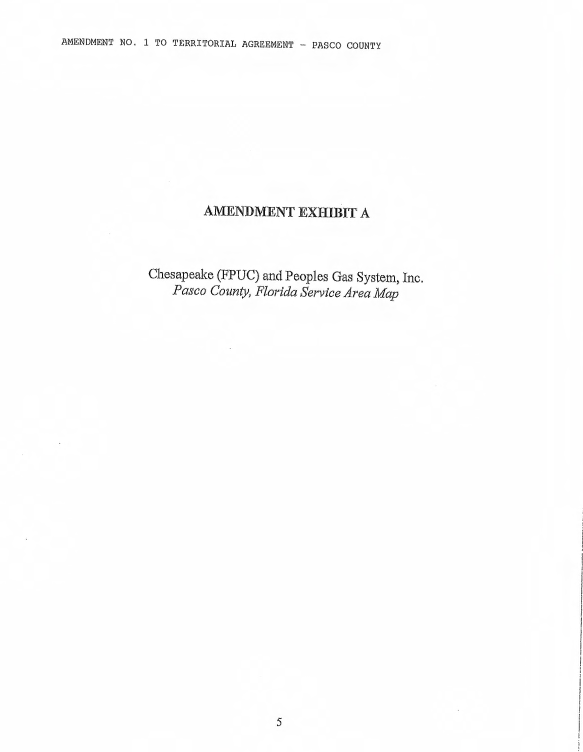 AMENDMENT NO. 1 TO TERRITORIAL AGREEMENT – PASCO COUNTY
AMENDMENT EXHIBIT A
Chesapeake (FPUC) and Peoples Gas System, Inc.
Pasco County, Florida Service Area Map
5